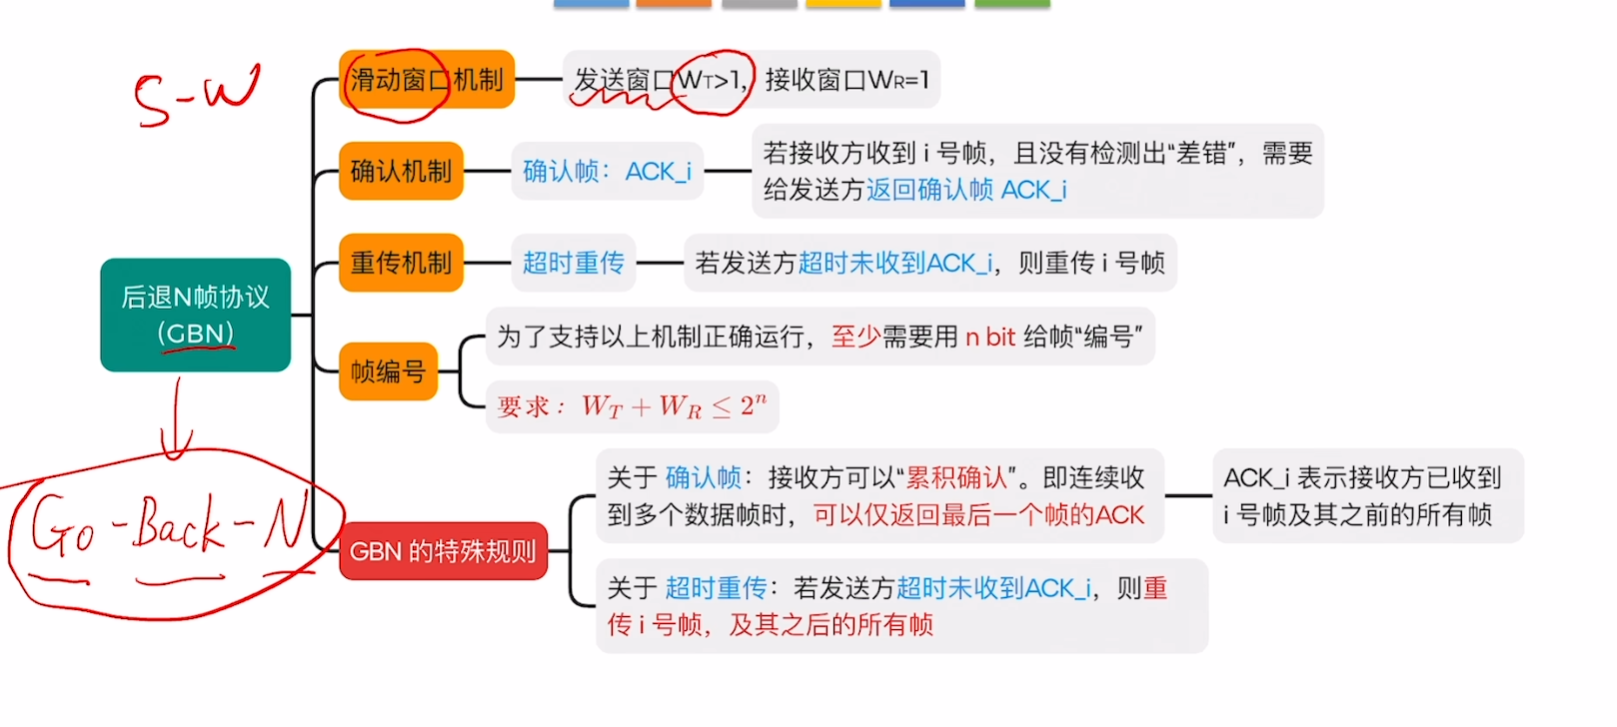 S-W
滑动窗口机制
发送窗口WT>1，接收窗口WR=1
确认机制
确认帧：ACK_i
若接收方收到 i 号帧，且没有检测出“差错”，需要
给发送方返回确认帧 ACK_i
重传机制
超时重传
若发送方超时未收到ACK_i，则重传 i 号帧
后退N帧协议
(GBN)
帧编号
为了支持以上机制正确运行，至少需要用 n bit 给帧“编号”
要求：W_T + W_R ≤ 2^n
Go-Back-N
GBN 的特殊规则
关于 确认帧：接收方可以“累积确认”。即连续收
到多个数据帧时，可以仅返回最后一个帧的ACK
ACK_i 表示接收方已收到
i 号帧及其之前的所有帧
关于 超时重传：若发送方超时未收到ACK_i，则重
传 i 号帧，及其之后的所有帧